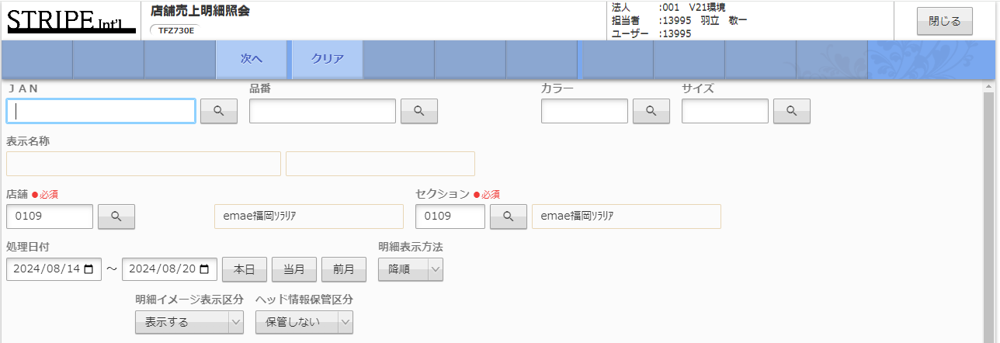 STRIPE Int'l
店舗売上明細照会
TFZ730E
法人 :001 V21環境
担当者 :13995 羽立 敬一
ユーザー :13995
閉じる
次へ クリア
ＪＡＮ 品番 カラー サイズ
表示名称
店舗 ●必須 セクション ●必須
0109 emae福岡ｿﾗﾘｱ 0109 emae福岡ｿﾗﾘｱ
処理日付 明細表示方法
2024/08/14 ～ 2024/08/20 本日 当月 前月 降順
明細イメージ表示区分 ヘッド情報保管区分
表示する 保管しない